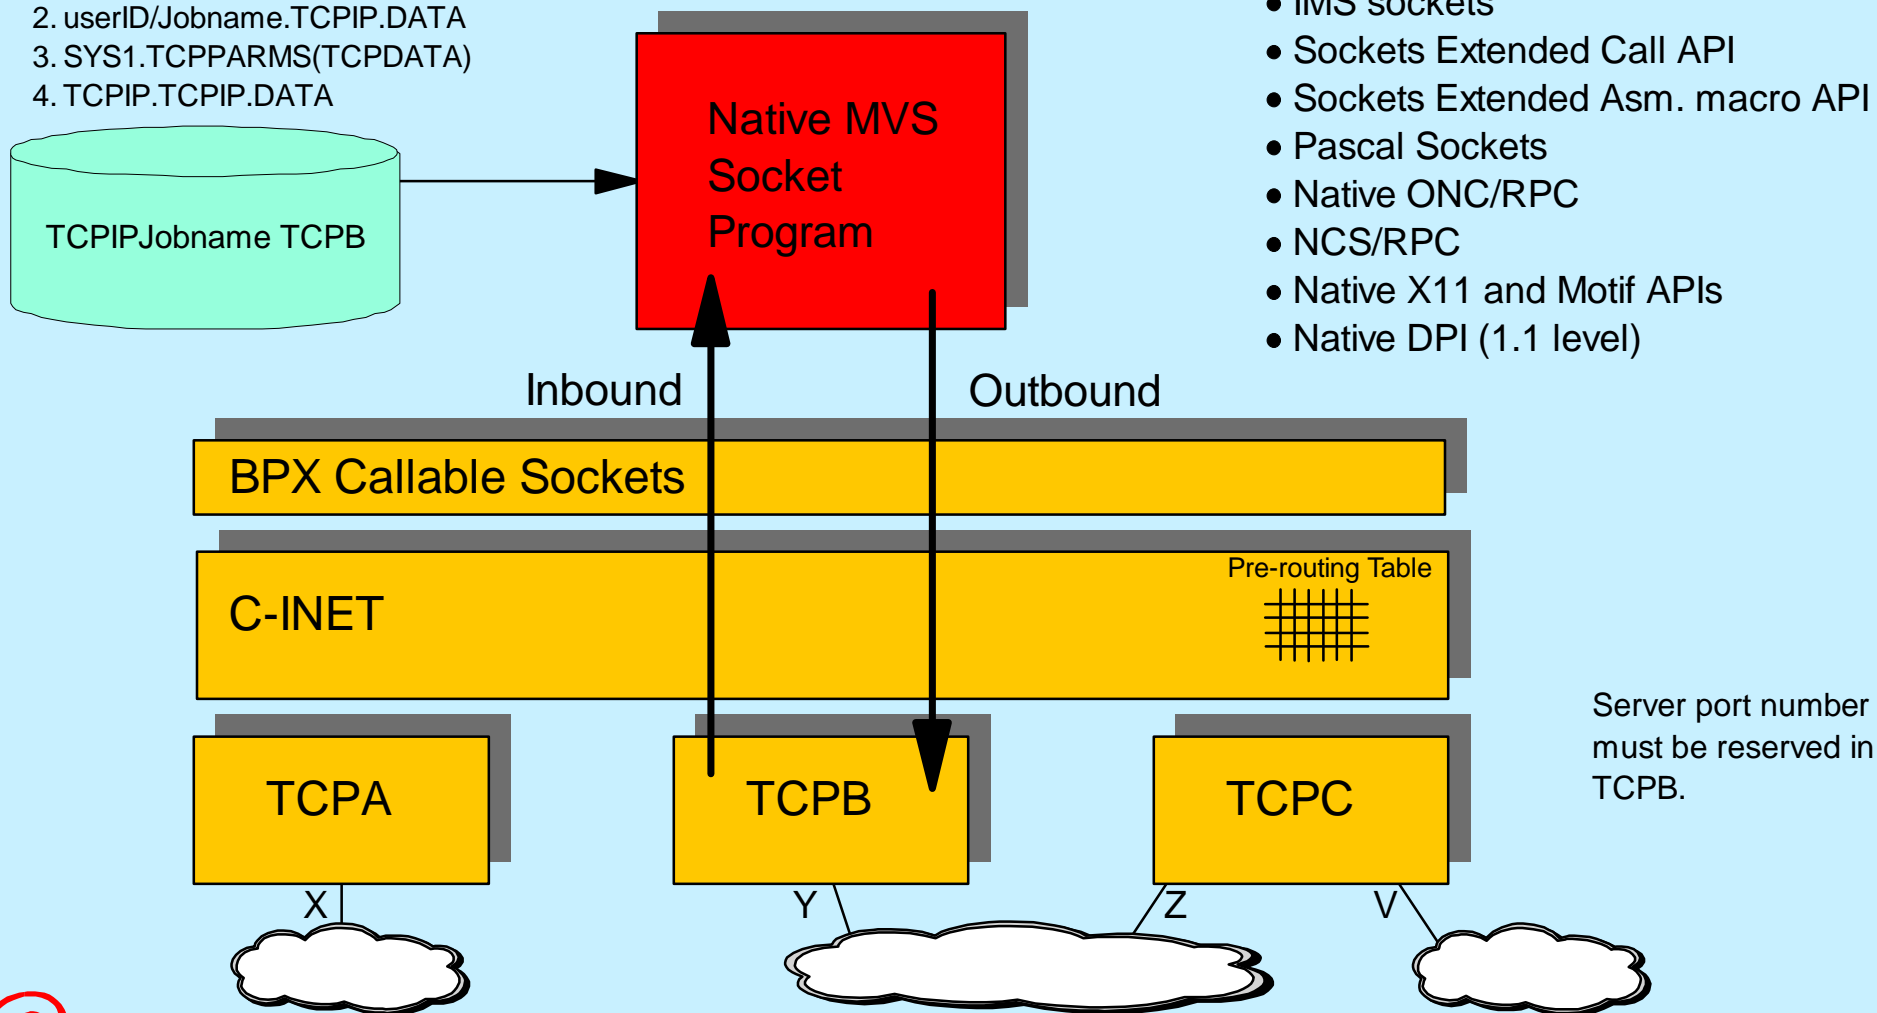 2. userID/Jobname.TCPIP.DATA
3. SYS1.TCPPARMS(TCPDATA)
4. TCPIP.TCPIP.DATA
TCPIPJobname TCPB
Native MVS
Socket
Program
• IMS sockets
• Sockets Extended Call API
• Sockets Extended Asm. macro API
• Pascal Sockets
• Native ONC/RPC
• NCS/RPC
• Native X11 and Motif APIs
• Native DPI (1.1 level)
Inbound
Outbound
BPX Callable Sockets
C-INET
Pre-routing Table
Server port number
must be reserved in
TCPB.
TCPA
TCPB
TCPC
X
Y
Z
V